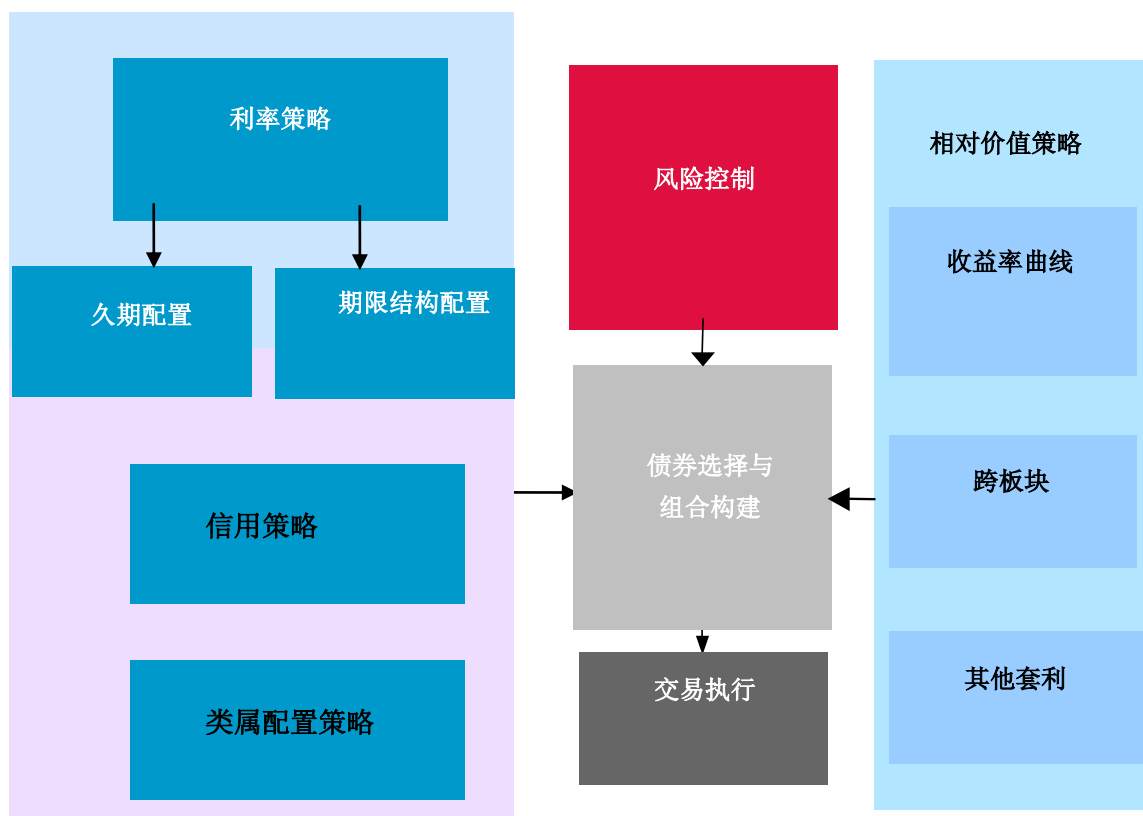 利率策略
久期配置
期限结构配置
信用策略
类属配置策略
风险控制
债券选择与
组合构建
交易执行
相对价值策略
收益率曲线
跨板块
其他套利